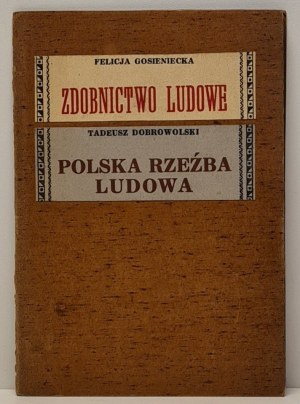 FELICJA GOSIENIECKA
ZDOBNICTWO LUDOWE
TADEUSZ DOBROWOLSKI
POLSKA RZEŹBA
LUDOWA